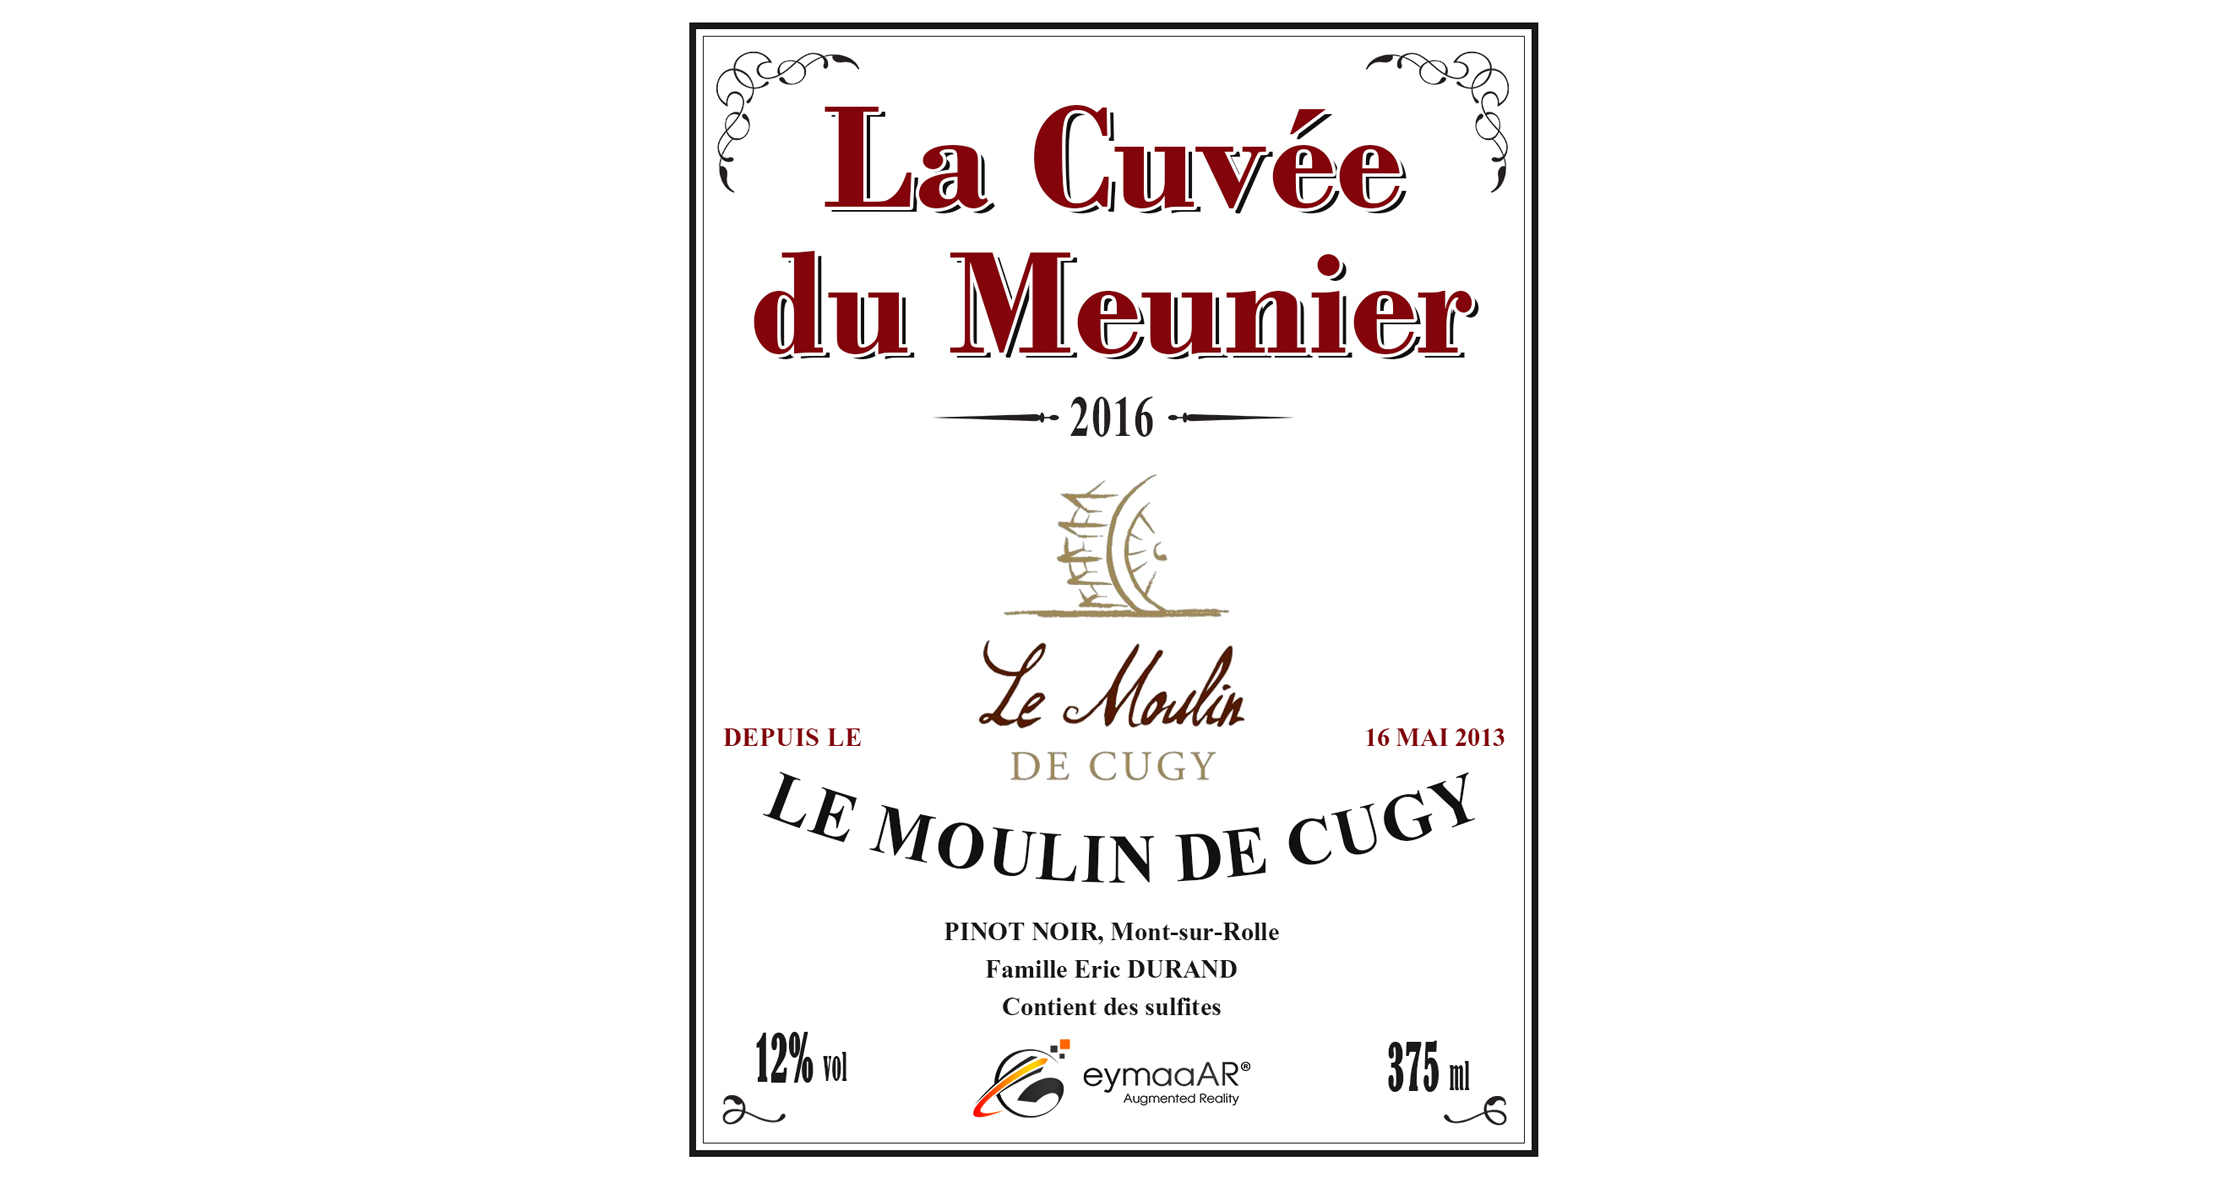 La Cuvée
du Meunier
2016
Le Moulin
DE CUGY
DEPUIS LE
16 MAI 2013
LE MOULIN DE CUGY
PINOT NOIR, Mont-sur-Rolle
Famille Eric DURAND
Contient des sulfites
12% vol
eymaaAR®
Augmented Reality
375 ml